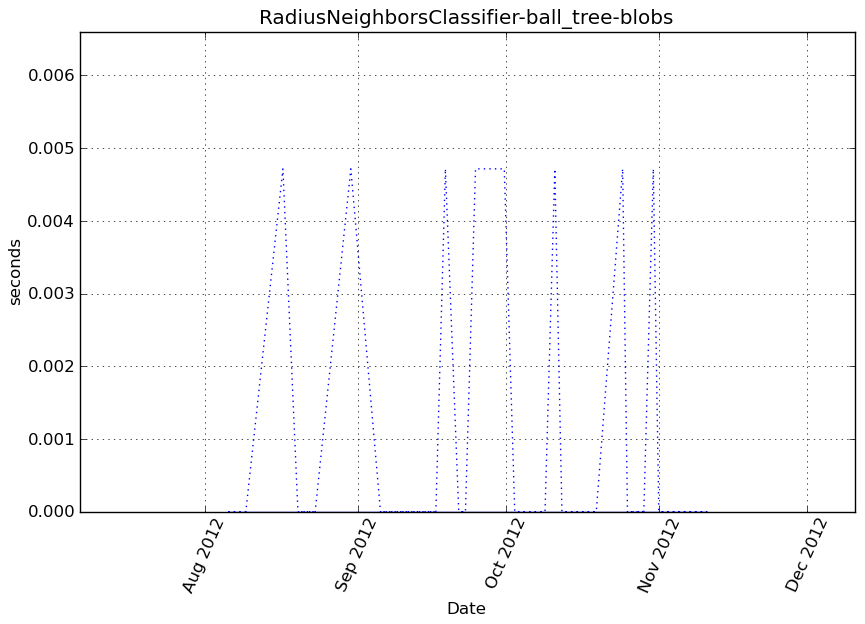 RadiusNeighborsClassifier-ball_tree-blobs
0.006
0.005
0.004
0.003
0.002
0.001
0.000
seconds
Aug 2012
Sep 2012
Oct 2012
Nov 2012
Dec 2012
Date